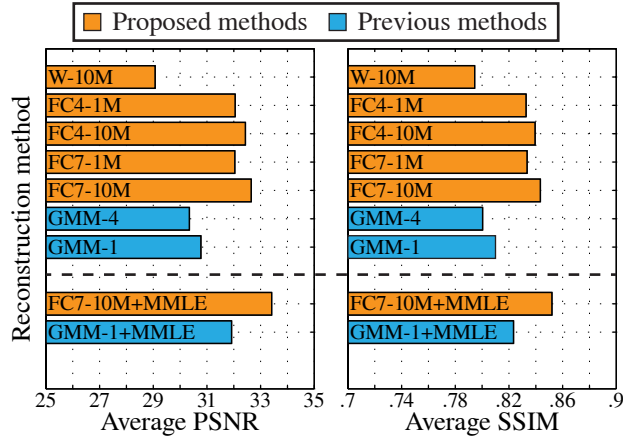 Proposed methods Previous methods
Reconstruction method
W-10M
FC4-1M
FC4-10M
FC7-1M
FC7-10M
GMM-4
GMM-1
FC7-10M+MMLE
GMM-1+MMLE
25 27 29 31 33 35
Average PSNR
W-10M
FC4-1M
FC4-10M
FC7-1M
FC7-10M
GMM-4
GMM-1
FC7-10M+MMLE
GMM-1+MMLE
.7 .74 .78 .82 .86 .9
Average SSIM